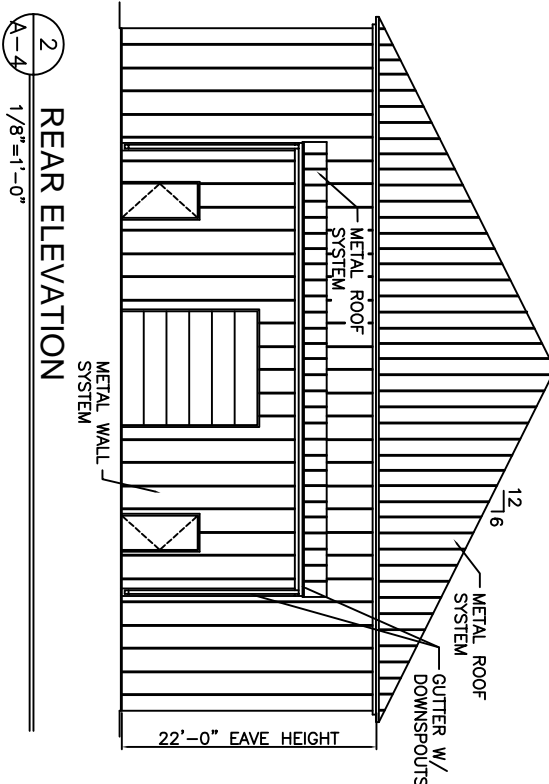 METAL ROOF
SYSTEM
METAL ROOF
SYSTEM
12
6
GUTTER W/
DOWNSPOUTS
METAL WALL
SYSTEM
22'-0" EAVE HEIGHT
2
A-4
REAR ELEVATION
1/8"=1'-0"